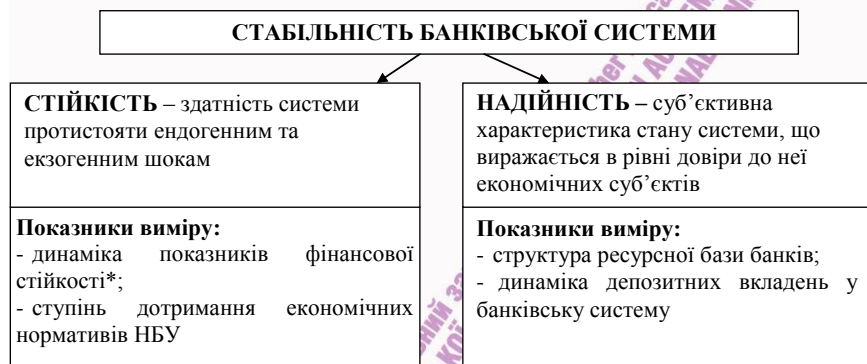 СТАБІЛЬНІСТЬ БАНКІВСЬКОЇ СИСТЕМИ
СТІЙКІСТЬ – здатність системи
протистояти ендогенним та
екзогенним шокам
Показники виміру:
- динаміка показників фінансової
стійкості*;
- ступінь дотримання економічних
нормативів НБУ
НАДІЙНІСТЬ – суб’єктивна
характеристика стану системи, що
виражається в рівні довіри до неї
економічних суб’єктів
Показники виміру:
- структура ресурсної бази банків;
- динаміка депозитних вкладень у
банківську систему